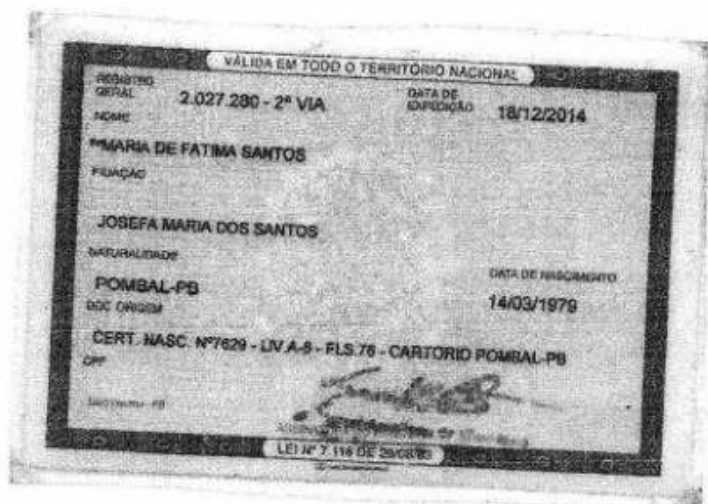 VÁLIDA EM TODO O TERRITÓRIO NACIONAL
REGISTRO GERAL 2.027.280 - 2ª VIA DATA DE EXPEDIÇÃO 18/12/2014
NOME
**MARIA DE FATIMA SANTOS
FILIAÇÃO
JOSEFA MARIA DOS SANTOS
NATURALIDADE DATA DE NASCIMENTO
POMBAL-PB 14/03/1979
DOC ORIGEM
CERT. NASC. Nº7629 - LIV.A-8 - FLS.76 - CARTORIO POMBAL-PB
CPF
LEI Nº 7.116 DE 29/08/83